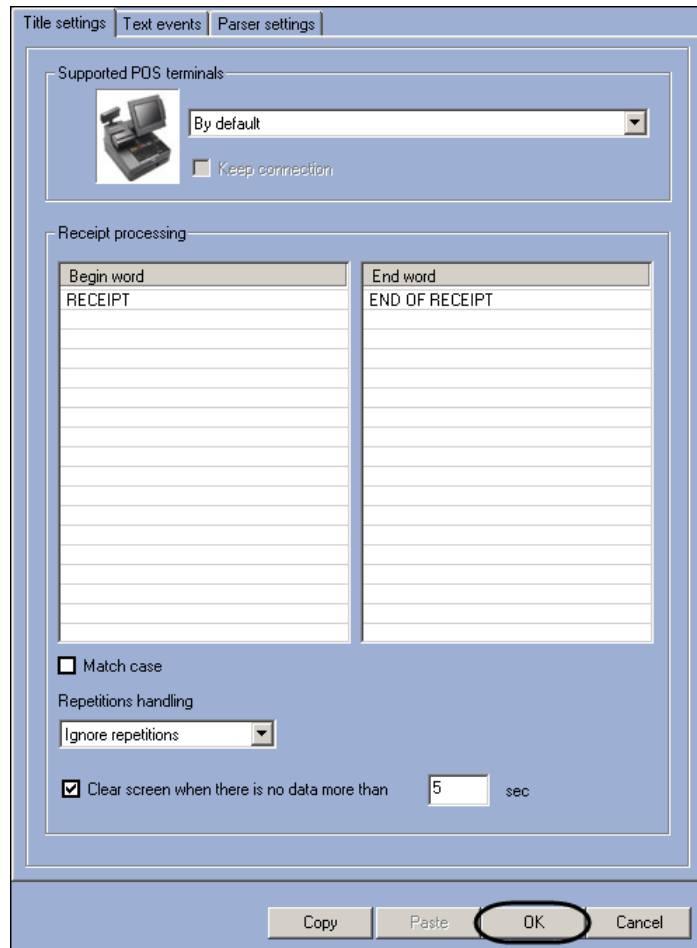 Title settings Text events Parser settings
Supported POS terminals
By default
Keep connection
Receipt processing
Begin word End word
RECEIPT END OF RECEIPT
Match case
Repetitions handling
Ignore repetitions
Clear screen when there is no data more than 5 sec
Copy Paste OK Cancel